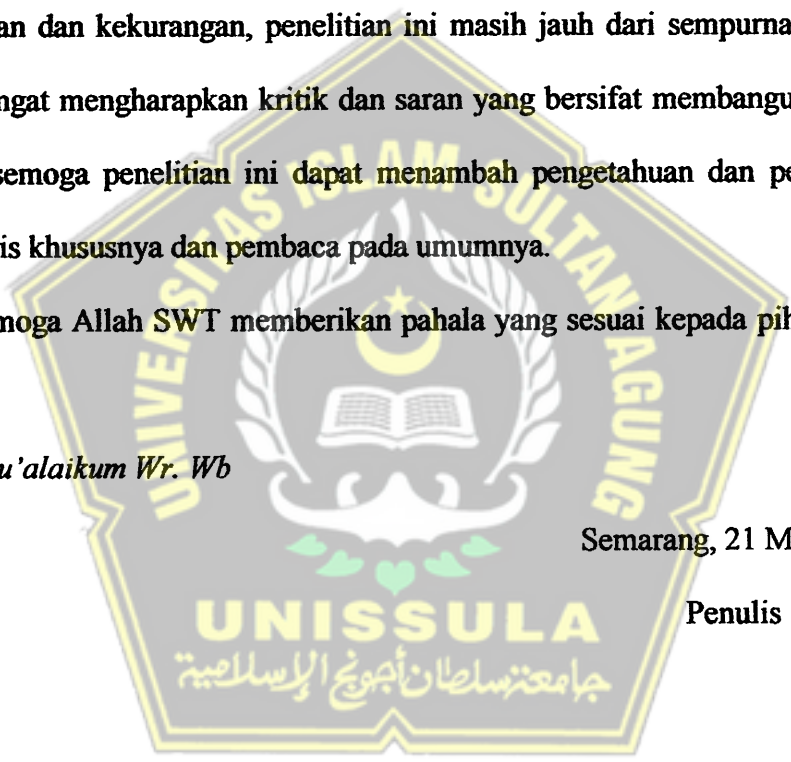 an dan kekurangan, penelitian ini masih jauh dari sempurna
ngat mengharapkan kritik dan saran yang bersifat membangu
semoga penelitian ini dapat menambah pengetahuan dan pe
is khususnya dan pembaca pada umumnya.
moga Allah SWT memberikan pahala yang sesuai kepada pih
u'alaikum Wr. Wb
Semarang, 21 M
Penulis
UNIVERSITAS ISLAM SULTAN AGUNG
UNISSULA
جامعة سلطان أجونج الإسلامية